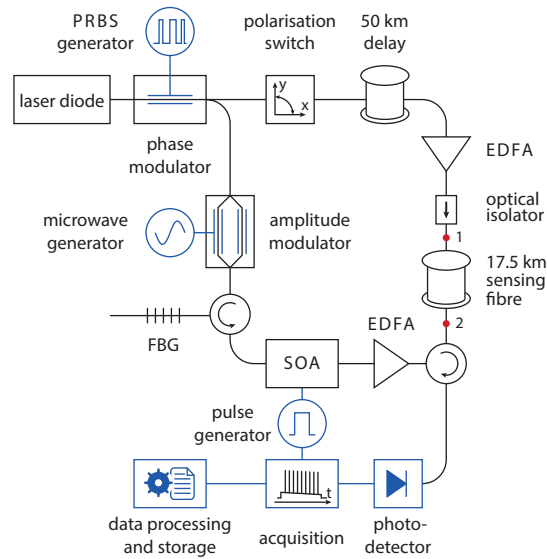 PRBS
generator
polarisation
switch
50 km
delay
laser diode
y
x
phase
modulator
EDFA
optical
isolator
microwave
generator
amplitude
modulator
1
17.5 km
sensing
fibre
2
FBG
SOA
EDFA
pulse
generator
t
data processing
and storage
acquisition
photo-
detector